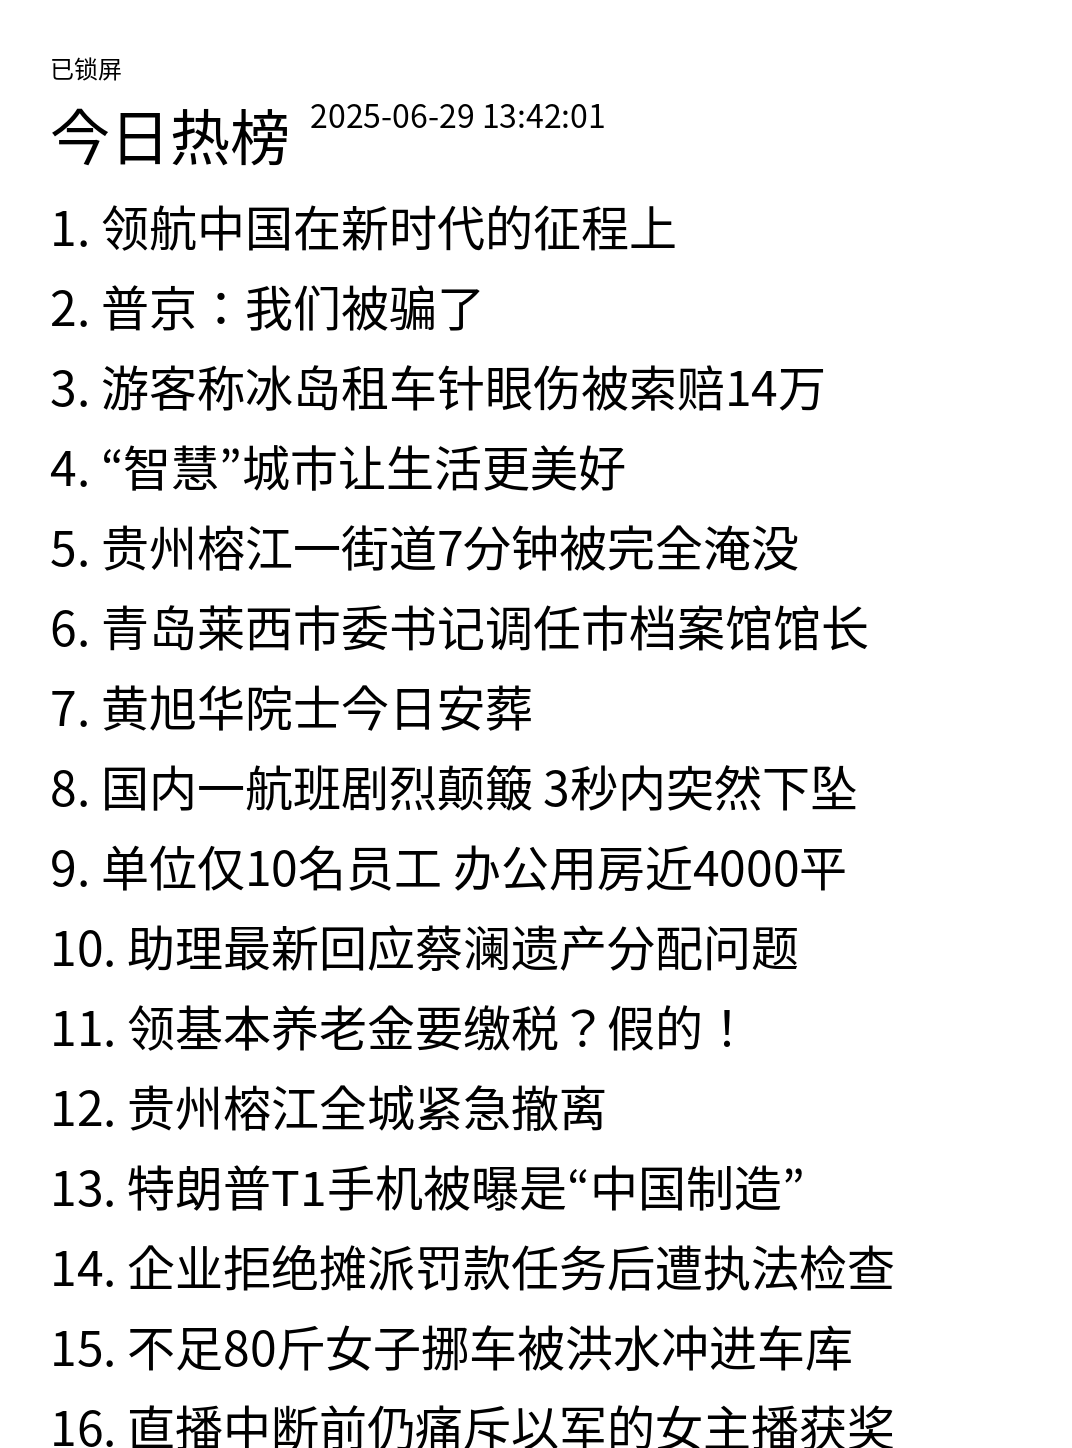 已锁屏
今日热榜 2025-06-29 13:42:01
1. 领航中国在新时代的征程上
2. 普京：我们被骗了
3. 游客称冰岛租车针眼伤被索赔14万
4. “智慧”城市让生活更美好
5. 贵州榕江一街道7分钟被完全淹没
6. 青岛莱西市委书记调任市档案馆馆长
7. 黄旭华院士今日安葬
8. 国内一航班剧烈颠簸 3秒内突然下坠
9. 单位仅10名员工 办公用房近4000平
10. 助理最新回应蔡澜遗产分配问题
11. 领基本养老金要缴税？假的！
12. 贵州榕江全城紧急撤离
13. 特朗普T1手机被曝是“中国制造”
14. 企业拒绝摊派罚款任务后遭执法检查
15. 不足80斤女子挪车被洪水冲进车库
16. 直播中断前仍痛斥以军的女主播获奖